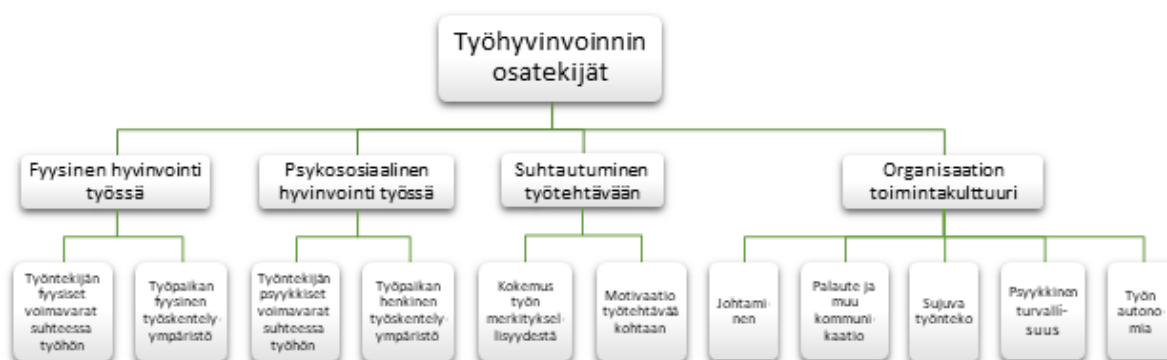 Työhyvinvoinnin
osatekijät
Fyysinen hyvinvointi
työssä
Psykososiaalinen
hyvinvointi työssä
Suhtautuminen
työtehtävään
Organisaation
toimintakulttuuri
Työntekijän
fyysiset
voimavarat
suhteessa
työhön
Työpaikan
fyysinen
työskentely-
ympäristö
Työntekijän
psyykkiset
voimavarat
suhteessa
työhön
Työpaikan
henkinen
työskentely-
ympäristö
Kokemus
työn
merkityksel-
lisyydestä
Motivaatio
työtehtävää
kohtaan
Johtami-
nen
Palaute ja
muu
kommuni-
kaatio
Sujuva
työnteko
Psyykkinen
turvalli-
suus
Työn
autono-
mia